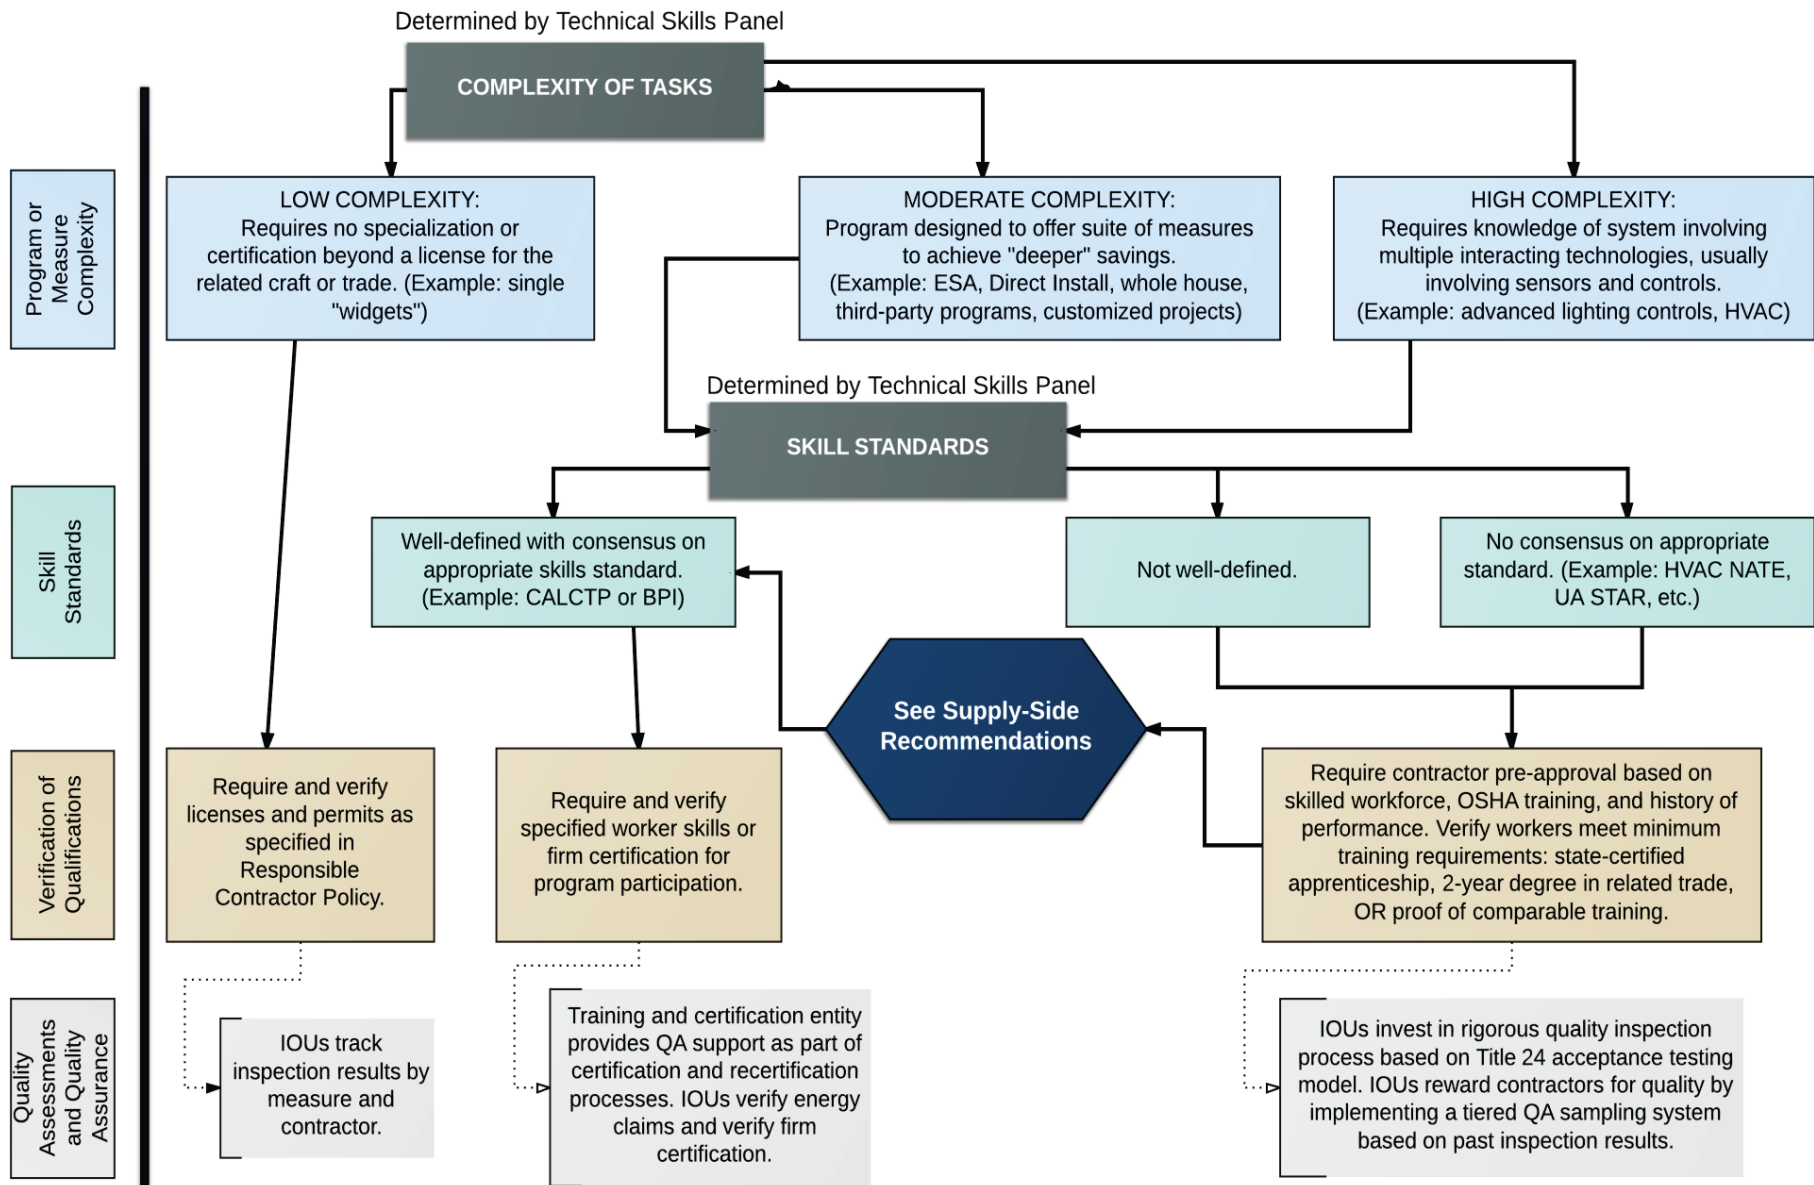 Determined by Technical Skills Panel
COMPLEXITY OF TASKS
Program or
Measure
Complexity
LOW COMPLEXITY:
Requires no specialization or
certification beyond a license for the
related craft or trade. (Example: single
"widgets")
MODERATE COMPLEXITY:
Program designed to offer suite of measures
to achieve "deeper" savings.
(Example: ESA, Direct Install, whole house,
third-party programs, customized projects)
HIGH COMPLEXITY:
Requires knowledge of system involving
multiple interacting technologies, usually
involving sensors and controls.
(Example: advanced lighting controls, HVAC)
Determined by Technical Skills Panel
SKILL STANDARDS
Skill
Standards
Well-defined with consensus on
appropriate skills standard.
(Example: CALCTP or BPI)
Not well-defined.
No consensus on appropriate
standard. (Example: HVAC NATE,
UA STAR, etc.)
See Supply-Side
Recommendations
Verification of
Qualifications
Require and verify
licenses and permits as
specified in
Responsible
Contractor Policy.
Require and verify
specified worker skills or
firm certification for
program participation.
Require contractor pre-approval based on
skilled workforce, OSHA training, and history of
performance. Verify workers meet minimum
training requirements: state-certified
apprenticeship, 2-year degree in related trade,
OR proof of comparable training.
Quality
Assessments
and Quality
Assurance
IOUs track
inspection results by
measure and
contractor.
Training and certification entity
provides QA support as part of
certification and recertification
processes. IOUs verify energy
claims and verify firm
certification.
IOUs invest in rigorous quality inspection
process based on Title 24 acceptance testing
model. IOUs reward contractors for quality by
implementing a tiered QA sampling system
based on past inspection results.